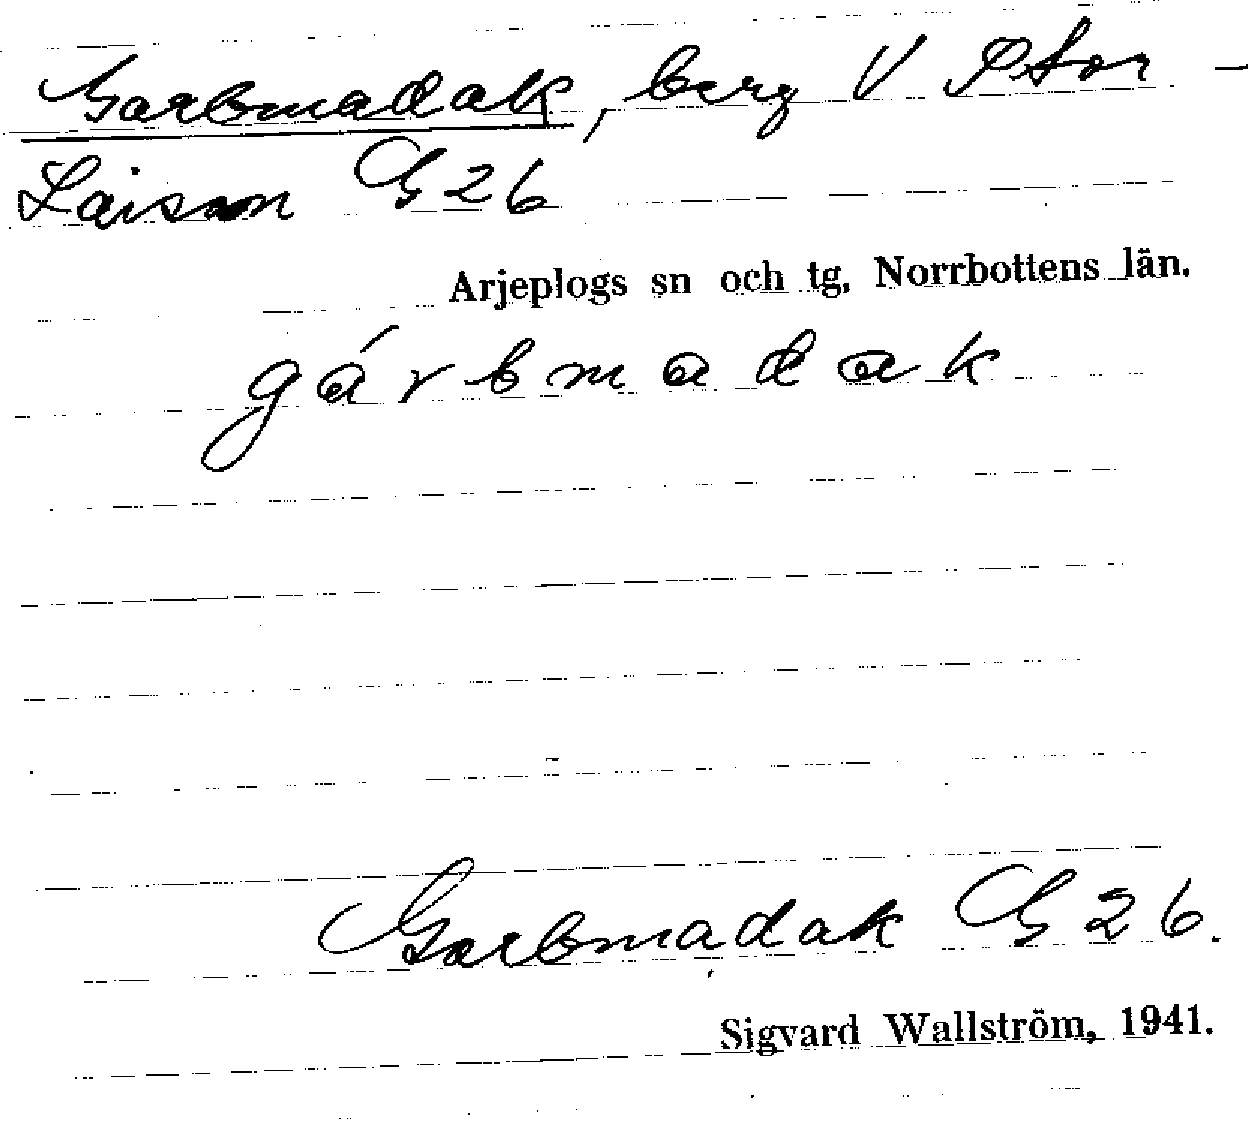 Garbmadak, berg V Stor-
Laisan G 26
Arjeplogs sn och tg. Norrbottens län.
gárbmadak
Garbmadak G 26.
Sigvard Wallström, 1941.